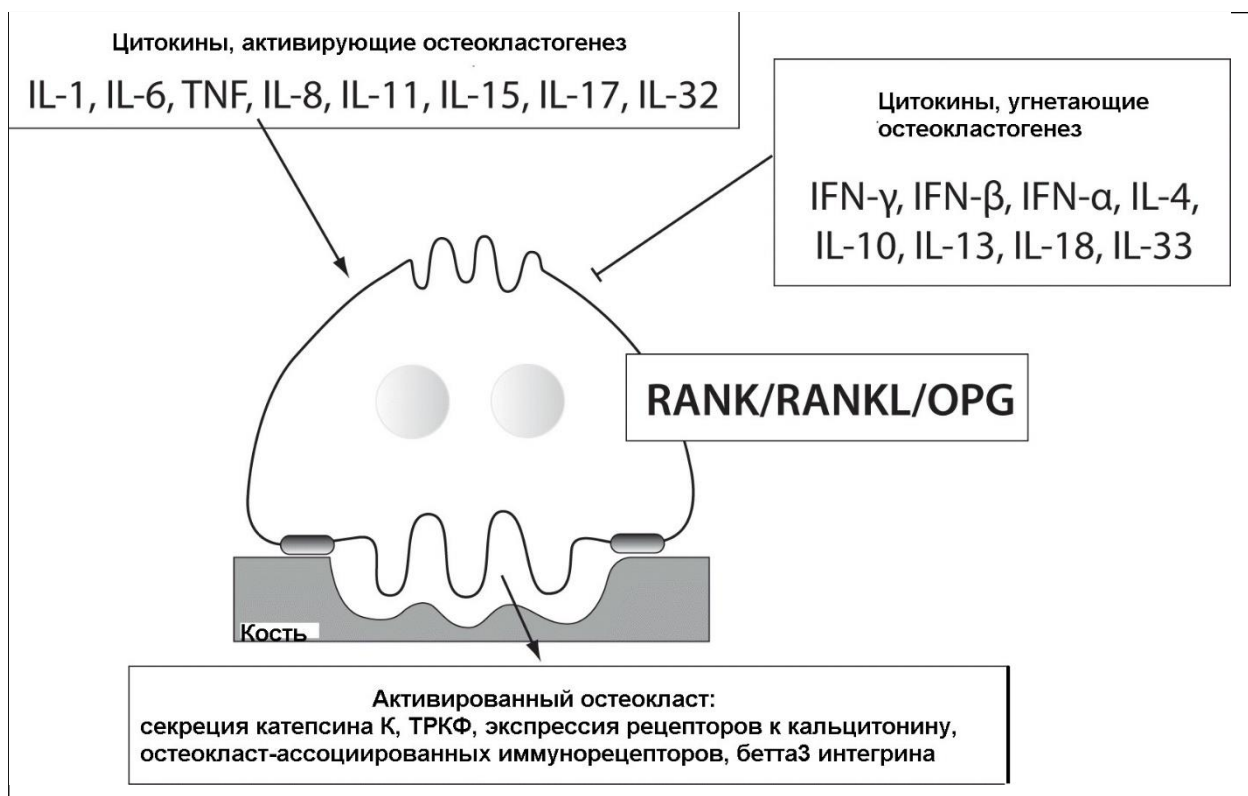 Цитокины, активирующие остеокластогенез
IL-1, IL-6, TNF, IL-8, IL-11, IL-15, IL-17, IL-32
Цитокины, угнетающие
остеокластогенез
IFN-γ, IFN-β, IFN-α, IL-4,
IL-10, IL-13, IL-18, IL-33
RANK/RANKL/OPG
Кость
Активированный остеокласт:
секреция катепсина К, ТРКФ, экспрессия рецепторов к кальцитонину,
остеокласт-ассоциированных иммунорецепторов, бетта3 интегрина